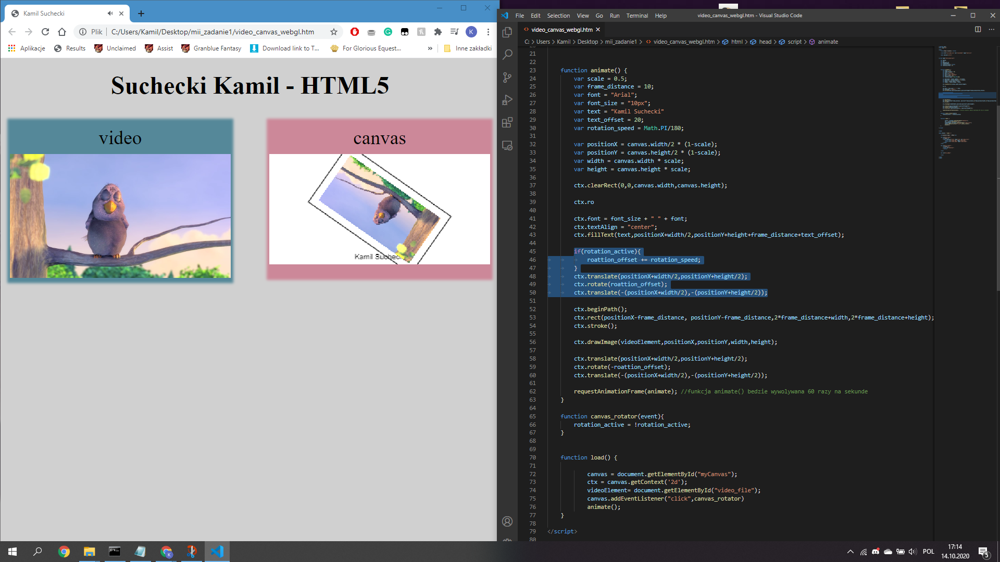 Kamil Suchecki
Plik
C:/Users/Kamil/Desktop/mii_zadanie1/video_canvas_webgl.htm
K
Aplikacje
Results
Unclaimed
Assist
Granblue Fantasy
Download link to T...
For Glorious Equest...
»
Inne zakładki
Suchecki Kamil - HTML5
video
canvas
Kamil Suchec
File Edit Selection View Go Run Terminal Help
video_canvas_webgl.htm - Visual Studio Code
video_canvas_webgl.htm
C: > Users > Kamil > Desktop > mii_zadanie1 > video_canvas_webgl.htm > html > head > script > animate
21
22
23 function animate() {
24 var scale = 0.5;
25 var frame_distance = 10;
26 var font = "Arial";
27 var font_size = "10px";
28 var text = "Kamil Suchecki"
29 var text_offset = 20;
30 var rotation_speed = Math.PI/180;
31
32 var positionX = canvas.width/2 * (1-scale);
33 var positionY = canvas.height/2 * (1-scale);
34 var width = canvas.width * scale;
35 var height = canvas.height * scale;
36
37 ctx.clearRect(0,0,canvas.width,canvas.height);
38
39 ctx.ro
40
41 ctx.font = font_size + " " + font;
42 ctx.textAlign = "center";
43 ctx.fillText(text,positionX+width/2,positionY+height+frame_distance+text_offset);
44
45 if(rotation_active){
46 roattion_offset += rotation_speed;
47 }
48 ctx.translate(positionX+width/2,positionY+height/2);
49 ctx.rotate(roattion_offset);
50 ctx.translate(-(positionX+width/2),-(positionY+height/2));
51
52 ctx.beginPath();
53 ctx.rect(positionX-frame_distance, positionY-frame_distance,2*frame_distance+width,2*frame_distance+height);
54 ctx.stroke();
55
56 ctx.drawImage(videoElement,positionX,positionY,width,height);
57
58 ctx.translate(positionX+width/2,positionY+height/2);
59 ctx.rotate(-roattion_offset);
60 ctx.translate(-(positionX+width/2),-(positionY+height/2));
61
62 requestAnimationFrame(animate); //funkcja animate() bedzie wywolywana 60 razy na sekunde
63 }
64
65 function canvas_rotator(event){
66 rotation_active = !rotation_active;
67 }
68
69
70 function load() {
71
72 canvas = document.getElementById("myCanvas");
73 ctx = canvas.getContext('2d');
74 videoElement= document.getElementById("video_file");
75 canvas.addEventListener("click",canvas_rotator)
76 animate();
77 }
78
79 </script>
80
POL
17:14
14.10.2020
5